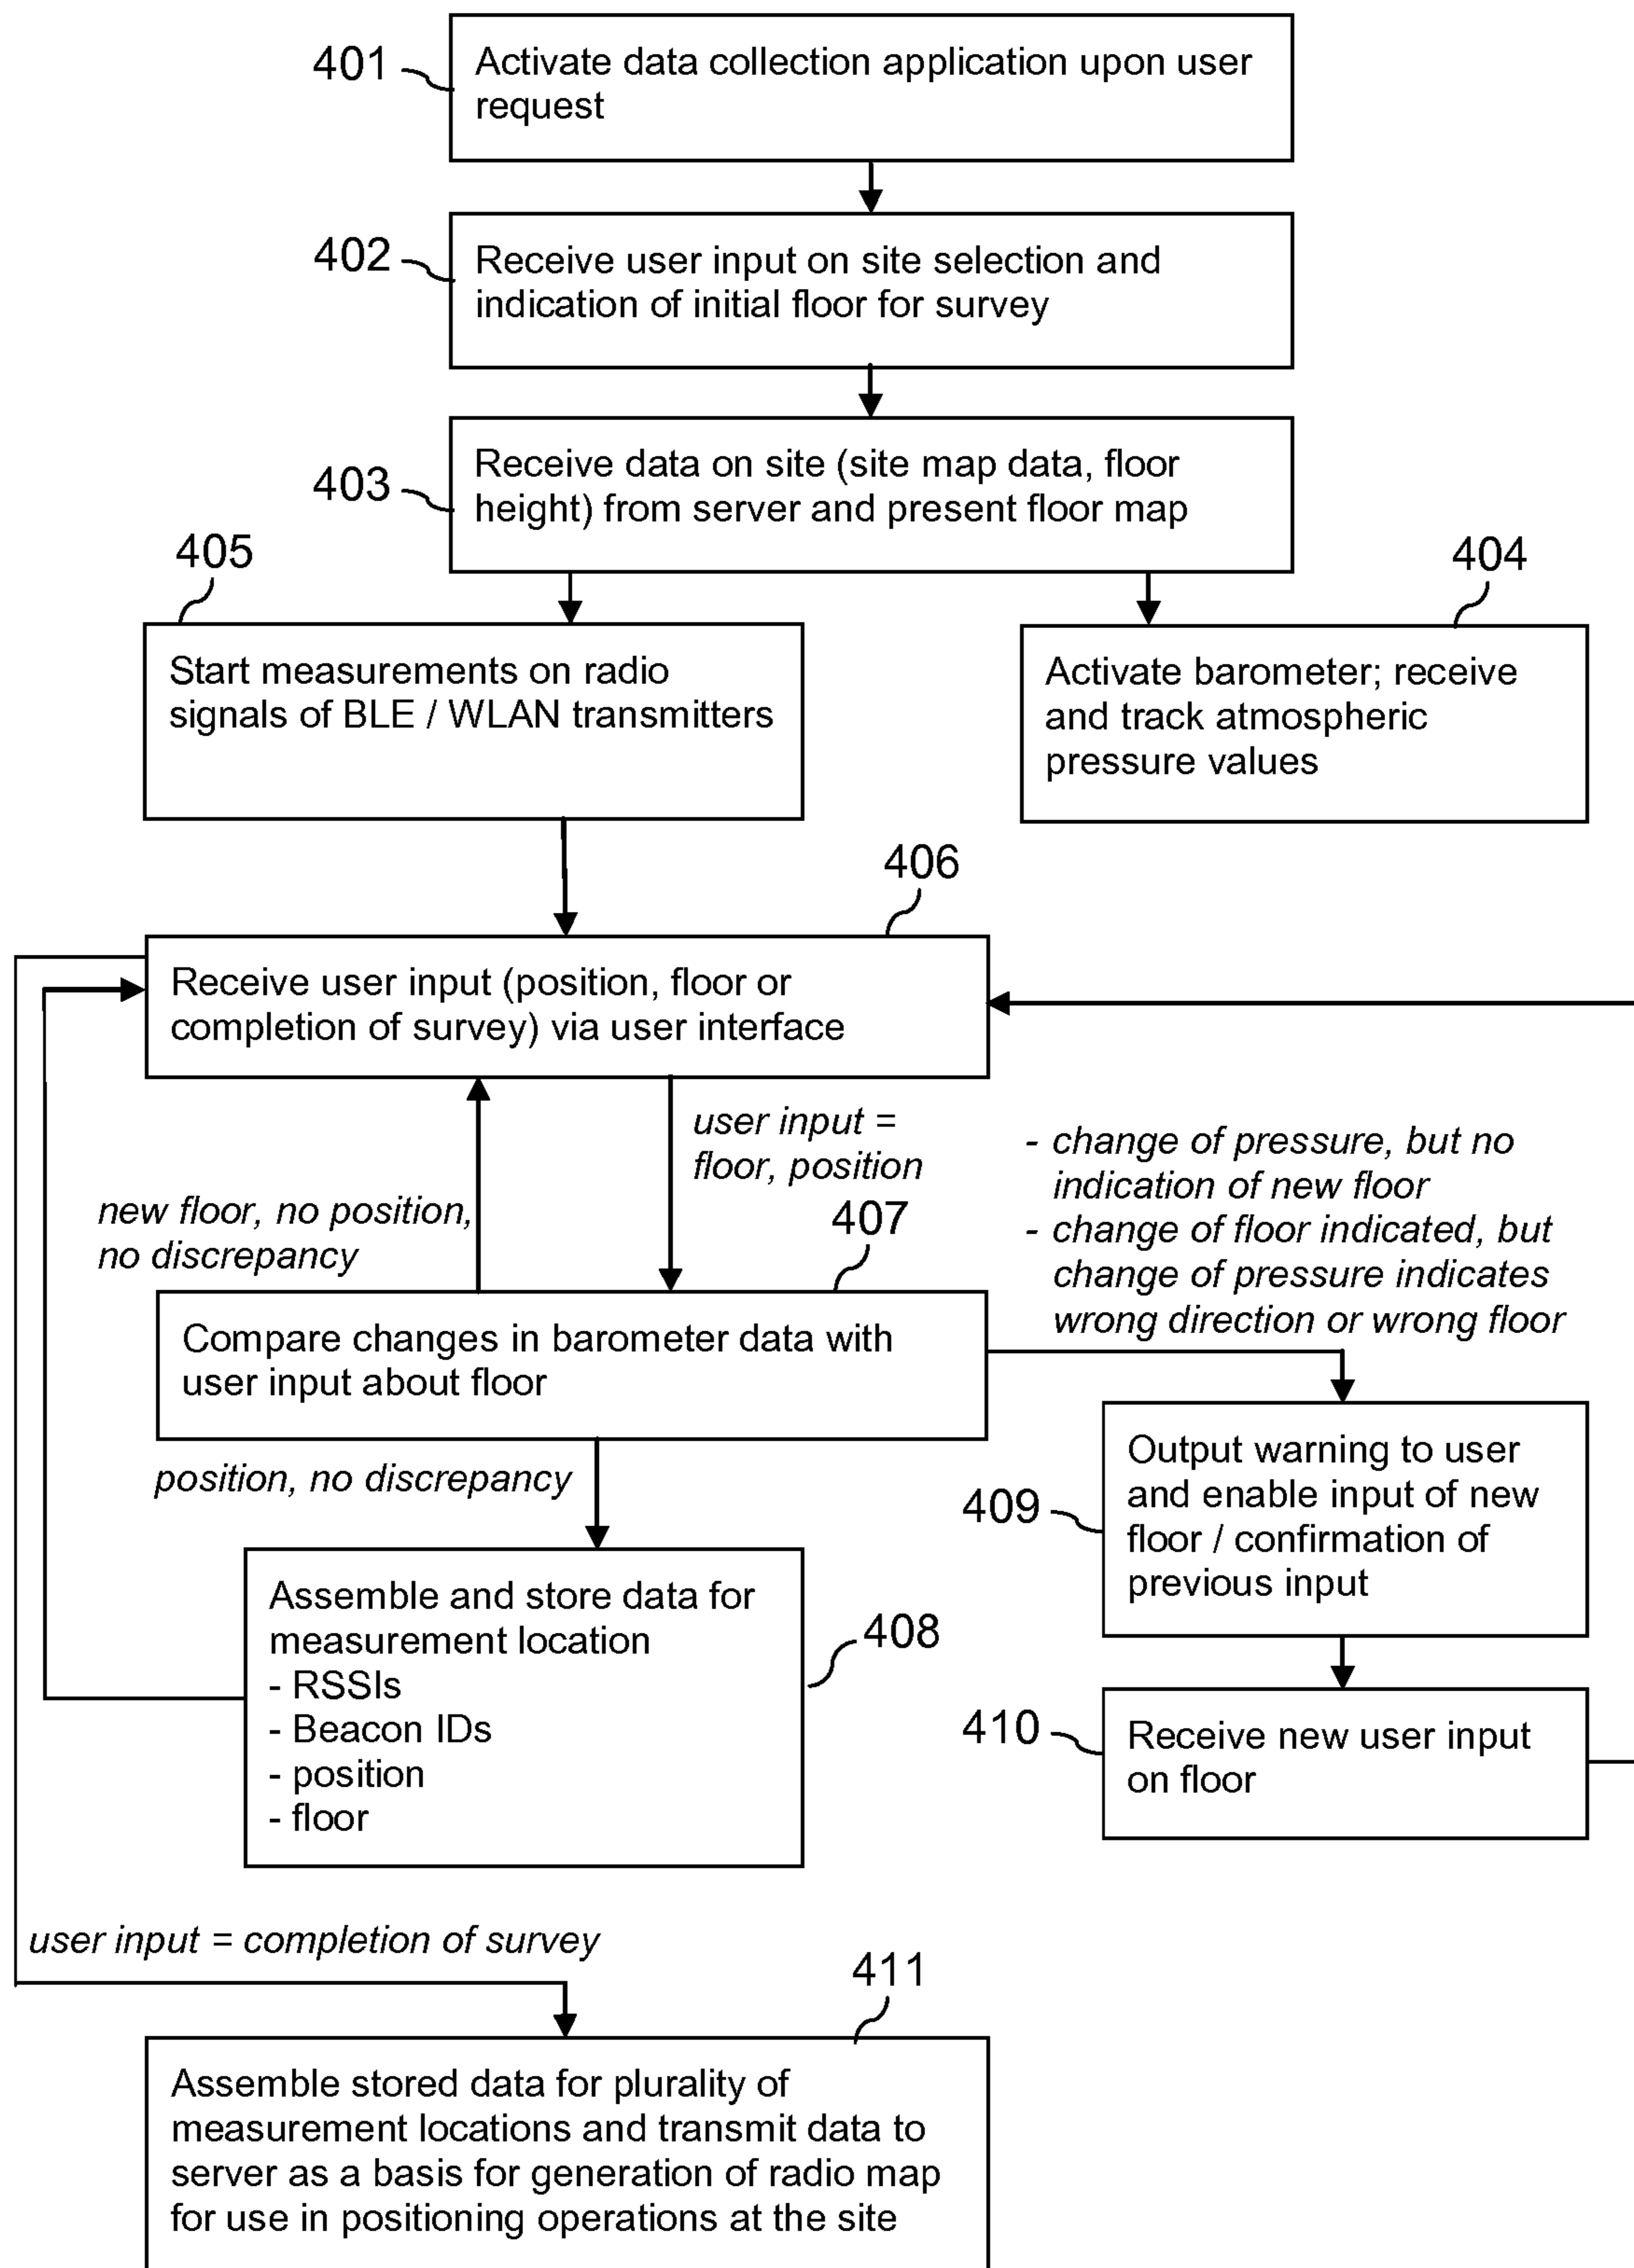 401
Activate data collection application upon user
request
402
Receive user input on site selection and
indication of initial floor for survey
403
Receive data on site (site map data, floor
height) from server and present floor map
405
404
Start measurements on radio
signals of BLE / WLAN transmitters
Activate barometer; receive
and track atmospheric
pressure values
406
Receive user input (position, floor or
completion of survey) via user interface
user input =
floor, position
new floor, no position,
no discrepancy
- change of pressure, but no
indication of new floor
- change of floor indicated, but
change of pressure indicates
wrong direction or wrong floor
407
Compare changes in barometer data with
user input about floor
position, no discrepancy
409
Output warning to user
and enable input of new
floor / confirmation of
previous input
408
Assemble and store data for
measurement location
- RSSIs
- Beacon IDs
- position
- floor
410
Receive new user input
on floor
user input = completion of survey
411
Assemble stored data for plurality of
measurement locations and transmit data to
server as a basis for generation of radio map
for use in positioning operations at the site